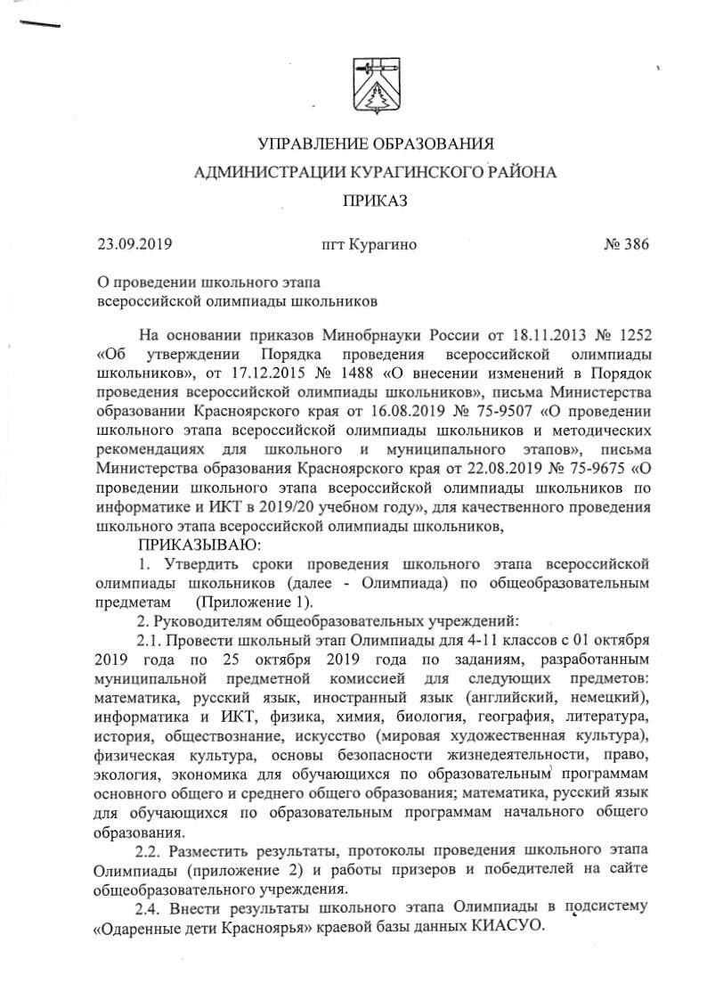 УПРАВЛЕНИЕ ОБРАЗОВАНИЯ
АДМИНИСТРАЦИИ КУРАГИНСКОГО РАЙОНА
ПРИКАЗ
23.09.2019 пгт Курагино № 386
О проведении школьного этапа
всероссийской олимпиады школьников
На основании приказов Минобрнауки России от 18.11.2013 № 1252
«Об утверждении Порядка проведения всероссийской олимпиады
школьников», от 17.12.2015 № 1488 «О внесении изменений в Порядок
проведения всероссийской олимпиады школьников», письма Министерства
образовании Красноярского края от 16.08.2019 № 75-9507 «О проведении
школьного этапа всероссийской олимпиады школьников и методических
рекомендациях для школьного и муниципального этапов», письма
Министерства образования Красноярского края от 22.08.2019 № 75-9675 «О
проведении школьного этапа всероссийской олимпиады школьников по
информатике и ИКТ в 2019/20 учебном году», для качественного проведения
школьного этапа всероссийской олимпиады школьников,
ПРИКАЗЫВАЮ:
1. Утвердить сроки проведения школьного этапа всероссийской
олимпиады школьников (далее - Олимпиада) по общеобразовательным
предметам (Приложение 1).
2. Руководителям общеобразовательных учреждений:
2.1. Провести школьный этап Олимпиады для 4-11 классов с 01 октября
2019 года по 25 октября 2019 года по заданиям, разработанным
муниципальной предметной комиссией для следующих предметов:
математика, русский язык, иностранный язык (английский, немецкий),
информатика и ИКТ, физика, химия, биология, география, литература,
история, обществознание, искусство (мировая художественная культура),
физическая культура, основы безопасности жизнедеятельности, право,
экология, экономика для обучающихся по образовательным программам
основного общего и среднего общего образования; математика, русский язык
для обучающихся по образовательным программам начального общего
образования.
2.2. Разместить результаты, протоколы проведения школьного этапа
Олимпиады (приложение 2) и работы призеров и победителей на сайте
общеобразовательного учреждения.
2.4. Внести результаты школьного этапа Олимпиады в подсистему
«Одаренные дети Красноярья» краевой базы данных КИАСУО.